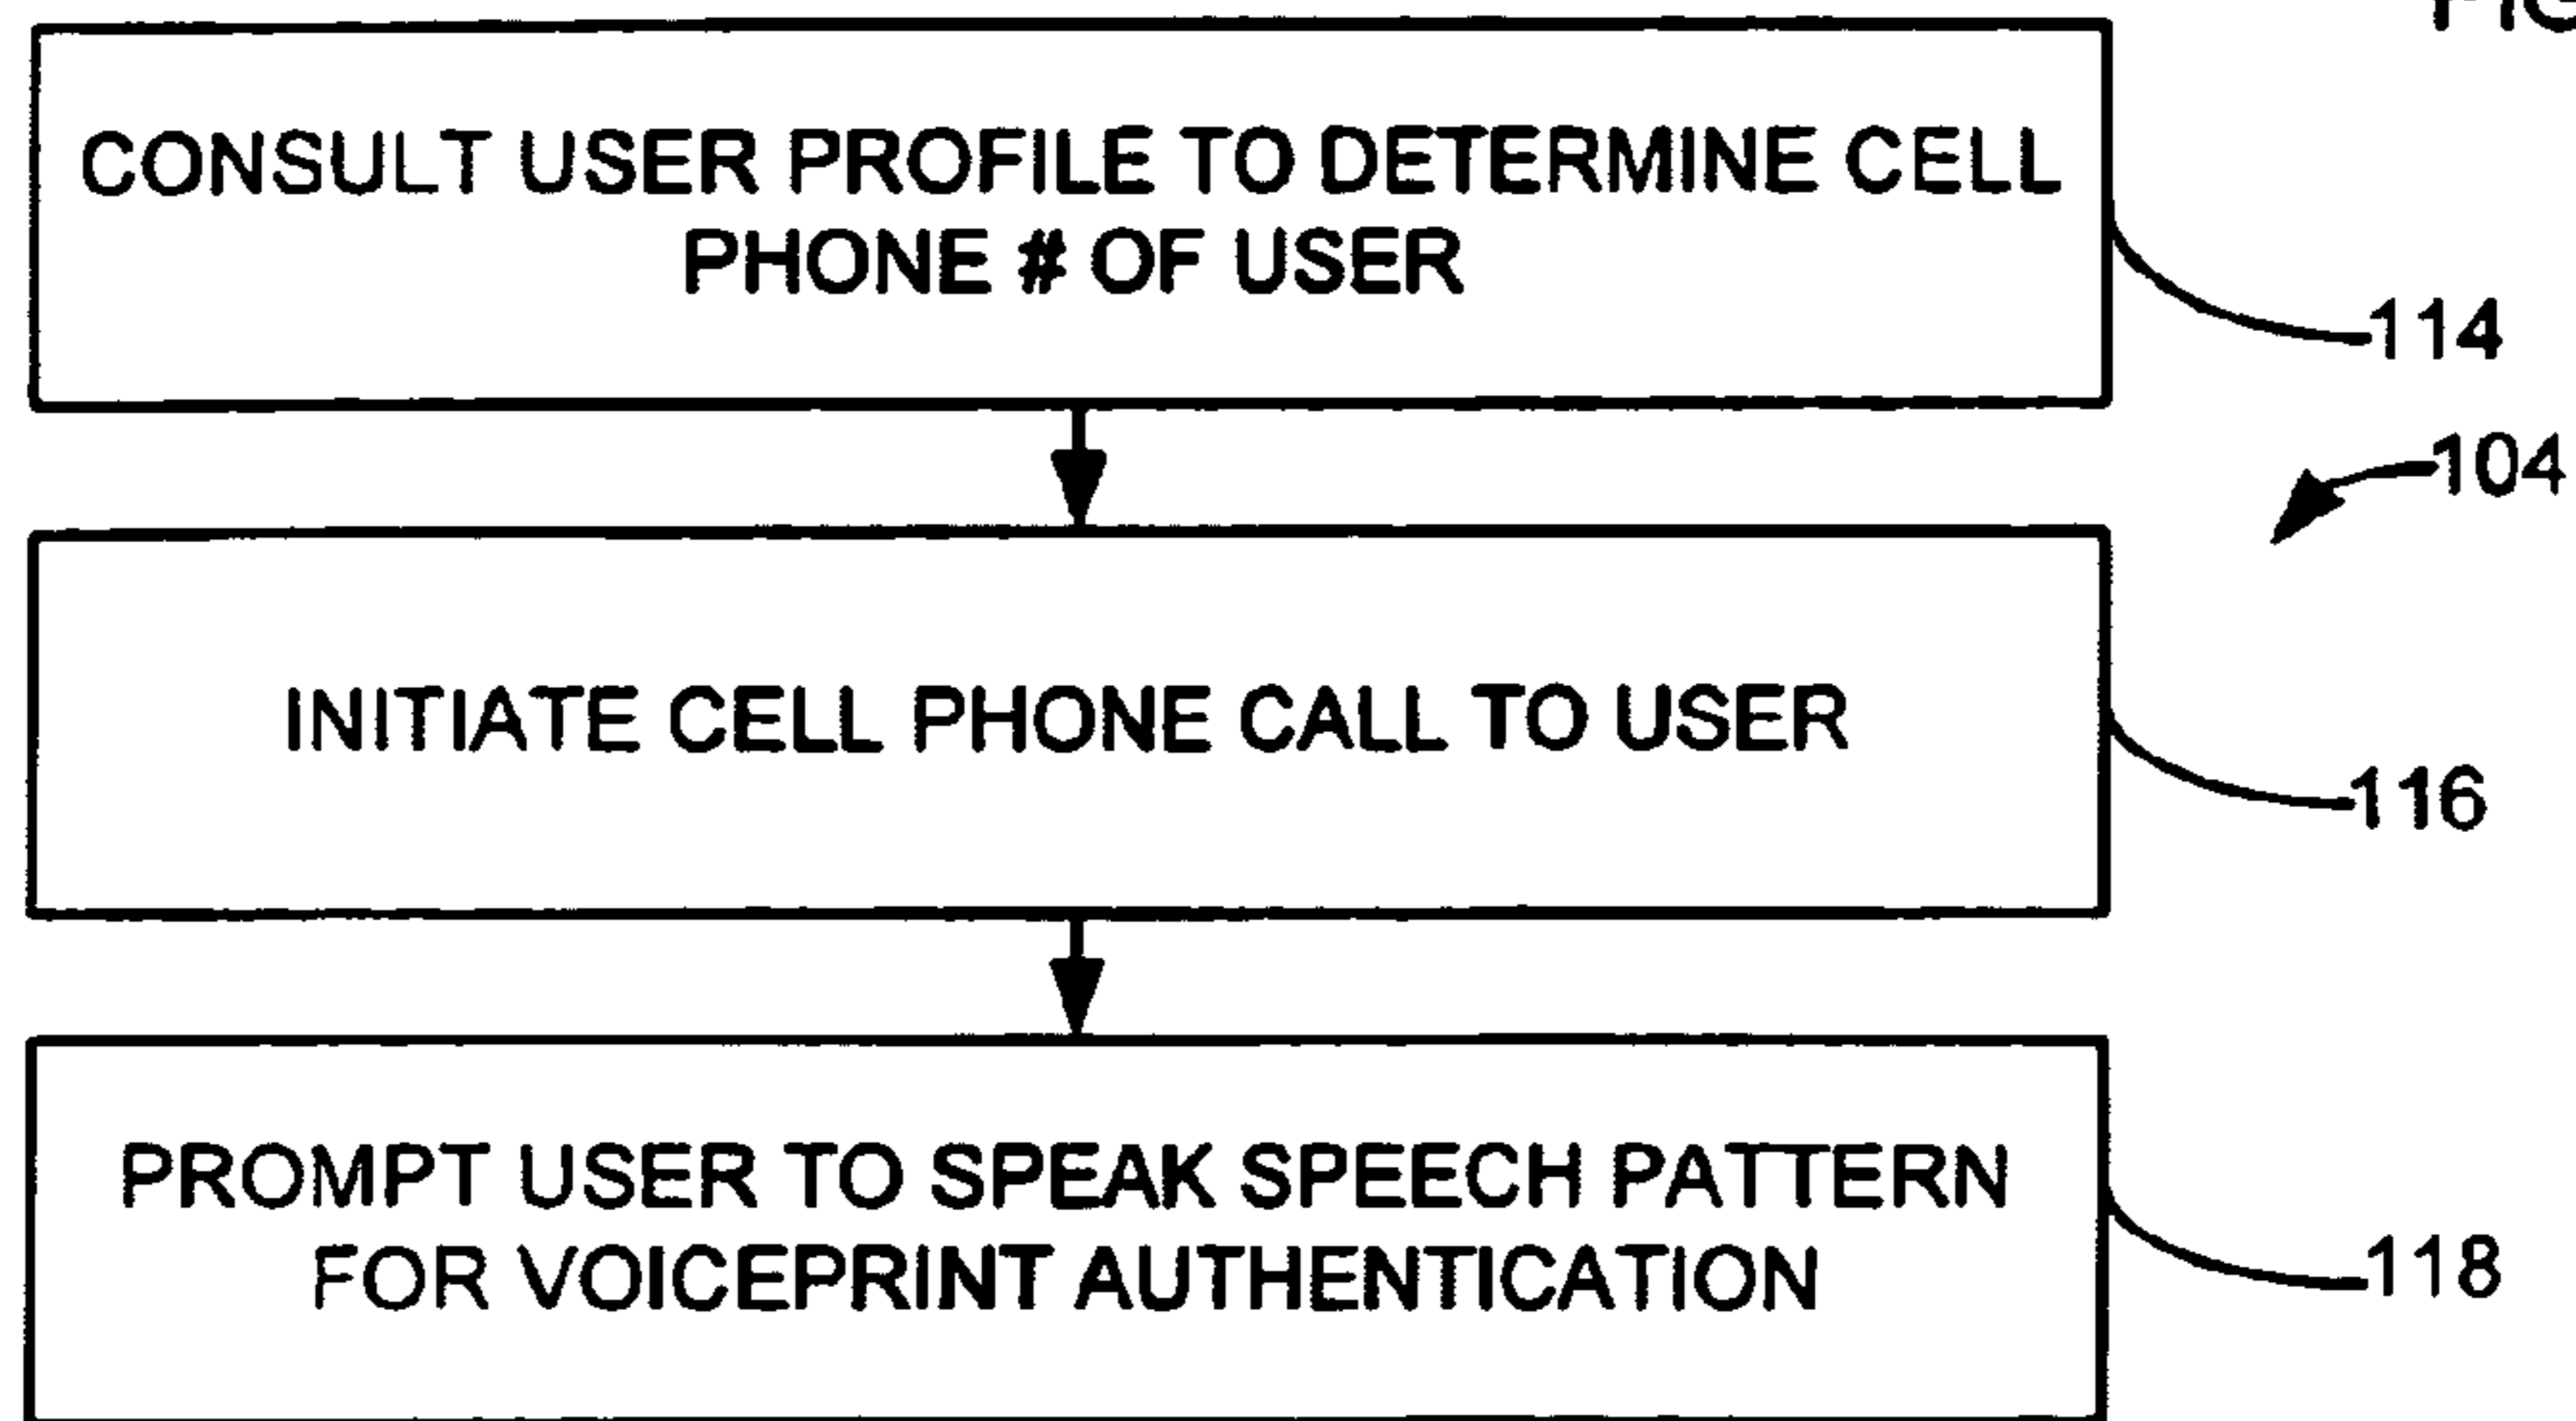 CONSULT USER PROFILE TO DETERMINE CELL
PHONE # OF USER
114
104
INITIATE CELL PHONE CALL TO USER
116
PROMPT USER TO SPEAK SPEECH PATTERN
FOR VOICEPRINT AUTHENTICATION
118